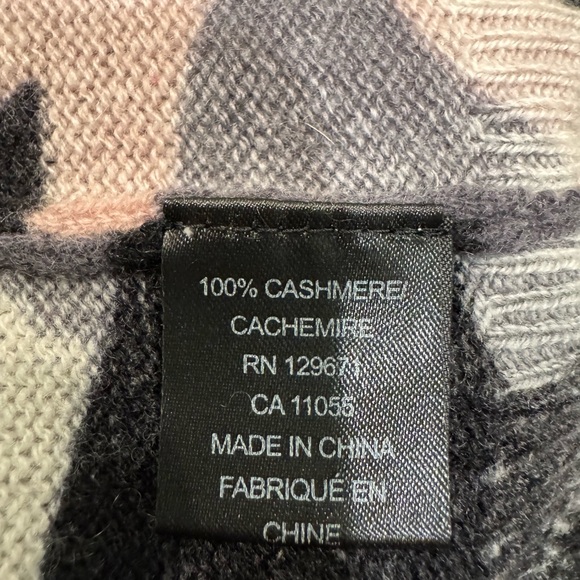 100% CASHMERE/
CACHEMIRE
RN 129671
CA 11055
MADE IN CHINA
FABRIQUÉ EN
CHINE